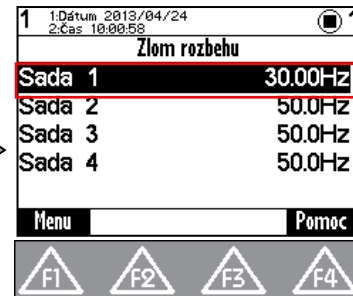 1 1:Dátum 2013/04/24
2:Čas 10:00:58
Zlom rozbehu
Sada 1 30.00Hz
Sada 2 50.0Hz
Sada 3 50.0Hz
Sada 4 50.0Hz
Menu Pomoc
F1 F2 F3 F4